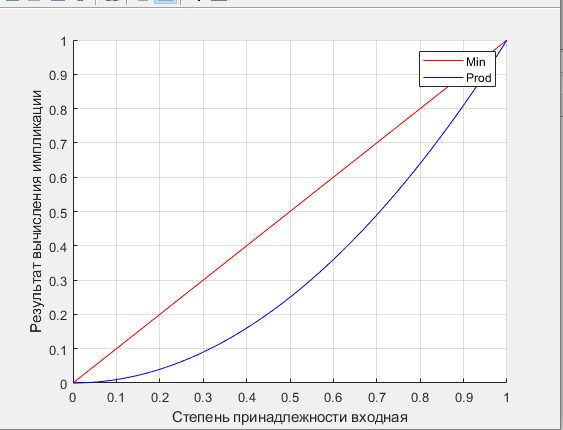 1
0.9
0.8
0.7
0.6
0.5
0.4
0.3
0.2
0.1
0
Результат вычисления импликации
Min
Prod
0 0.1 0.2 0.3 0.4 0.5 0.6 0.7 0.8 0.9 1
Степень принадлежности входная